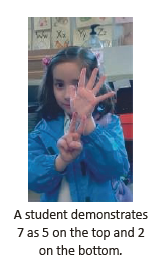 A student demonstrates
7 as 5 on the top and 2
on the bottom.